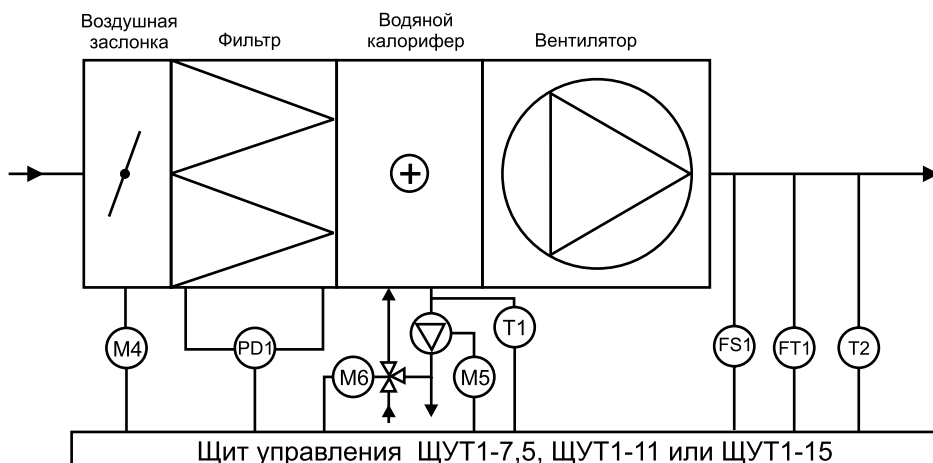 Воздушная
заслонка
Фильтр
Водяной
калорифер
Вентилятор
M4
PD1
M6
M5
T1
FS1
FT1
T2
Щит управления ЩУТ1-7,5, ЩУТ1-11 или ЩУТ1-15